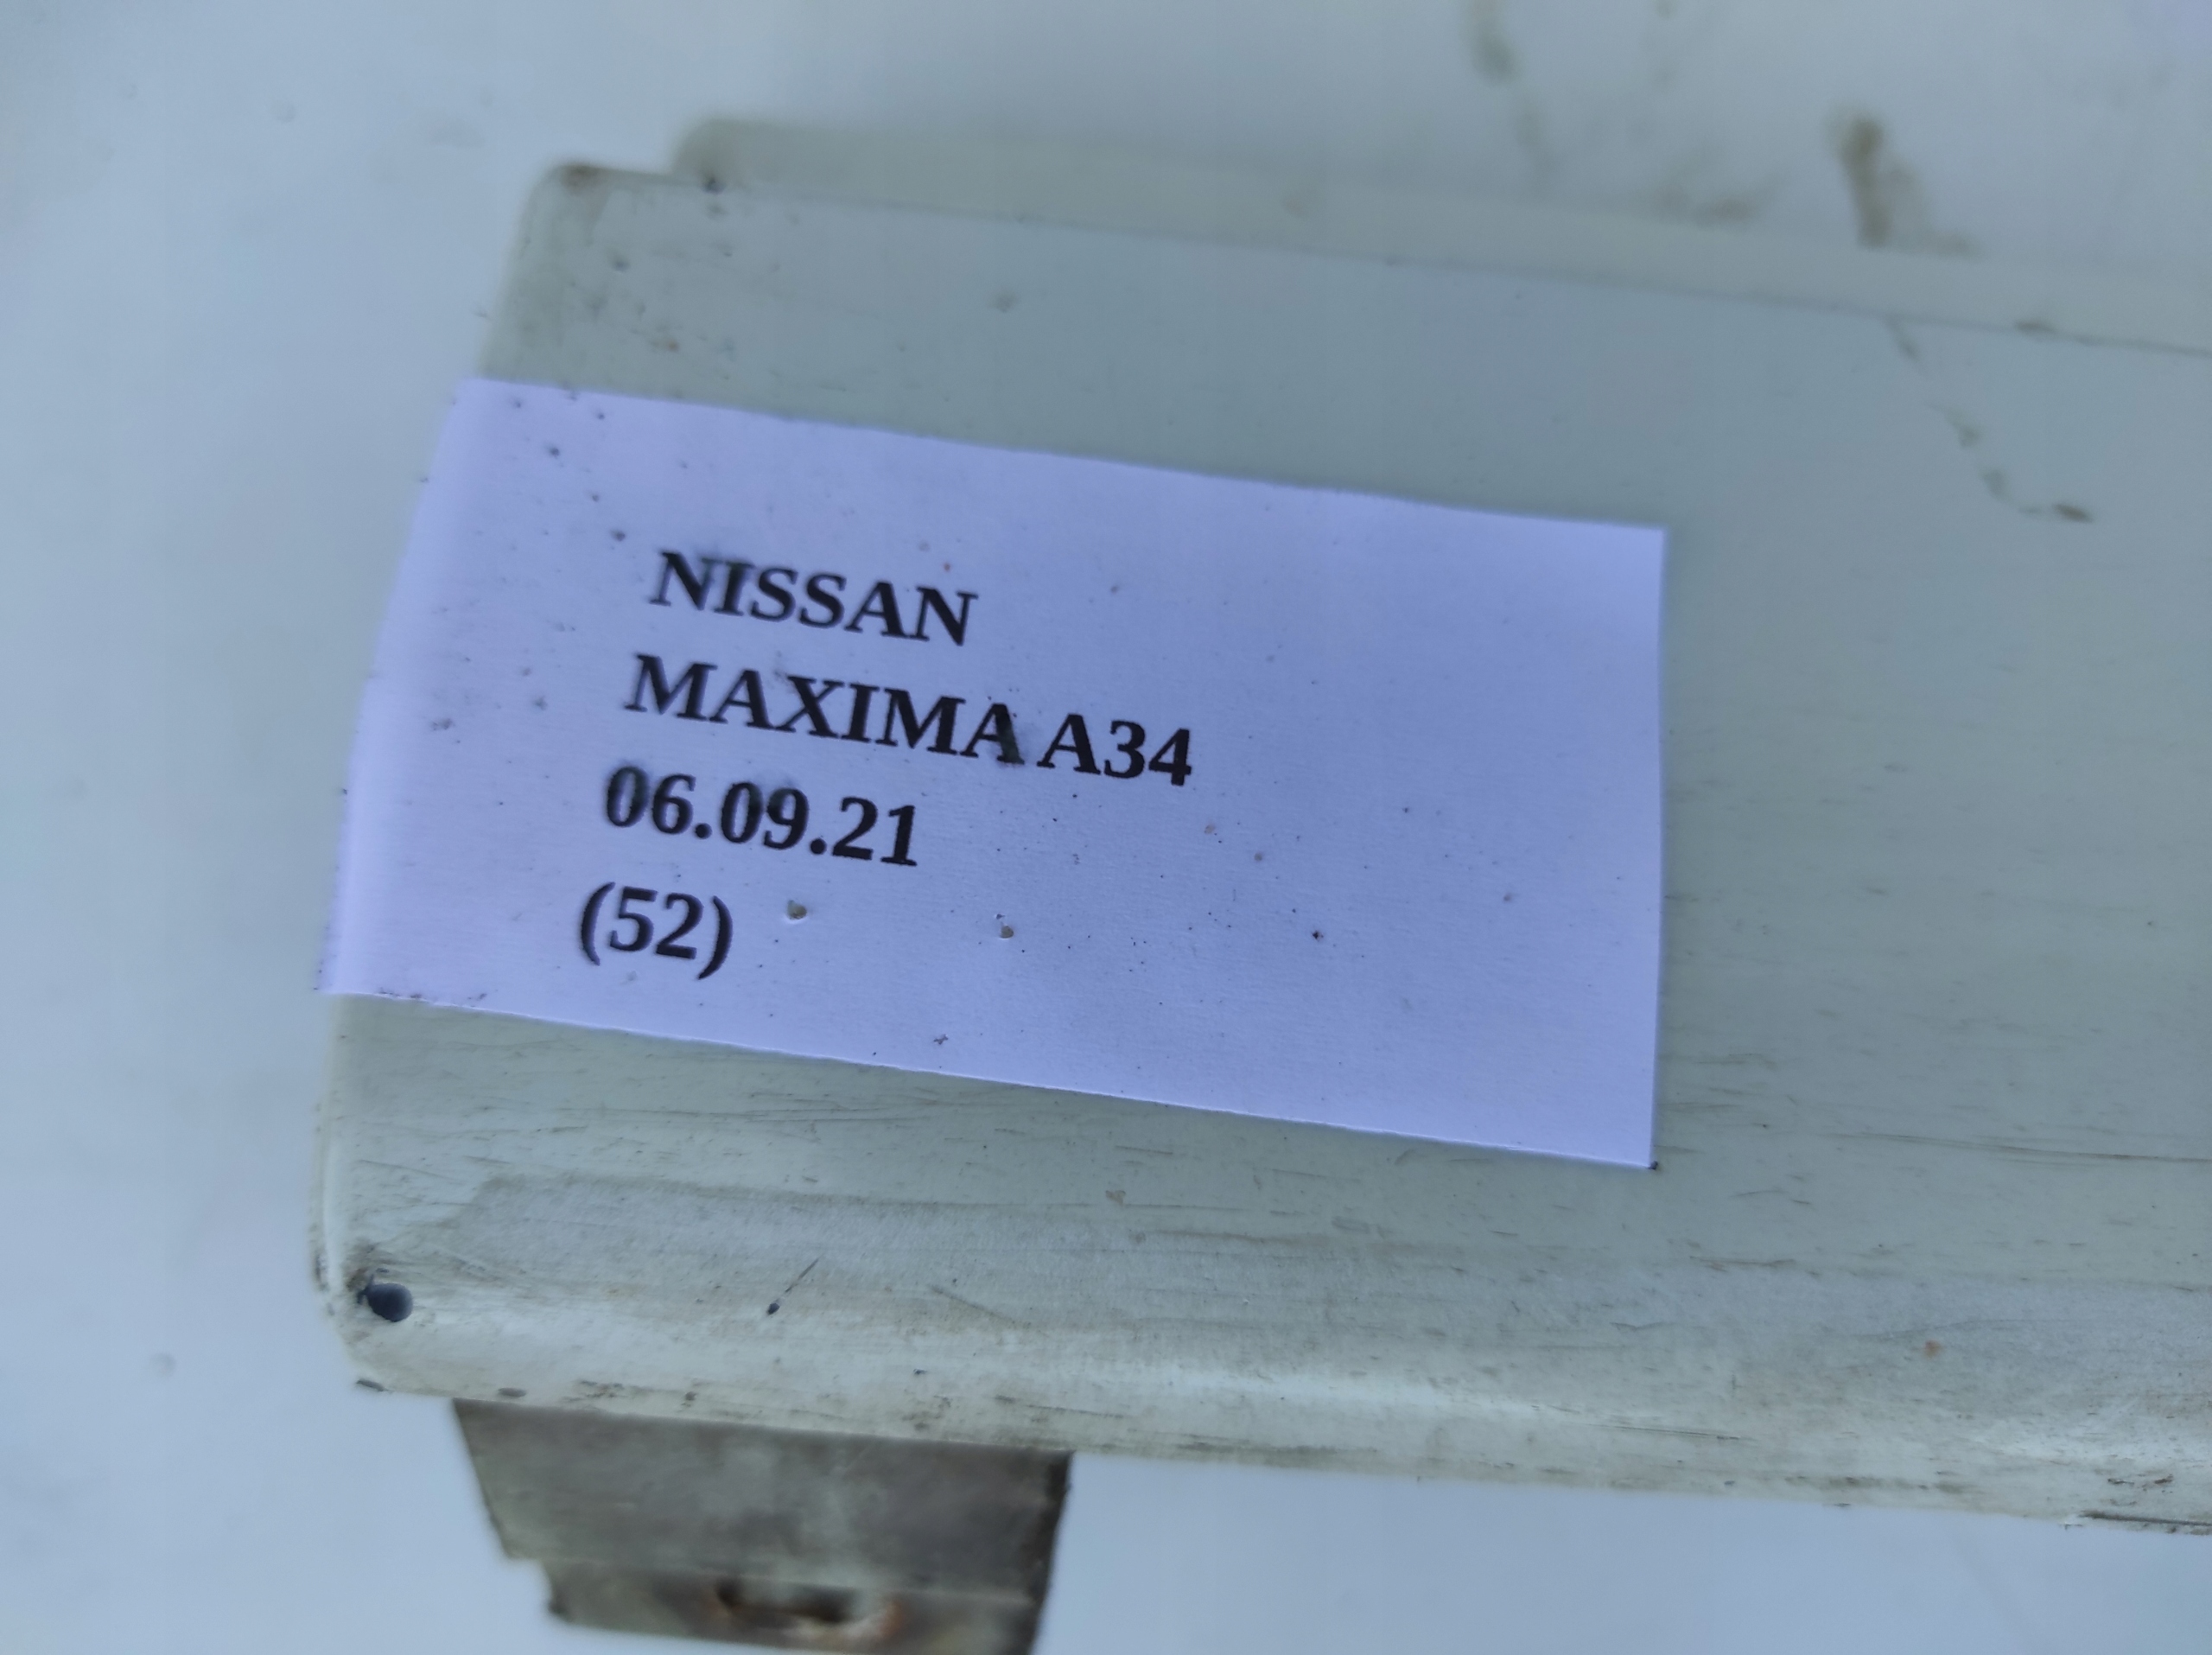 NISSAN
MAXIMA A34
06.09.21
(52)